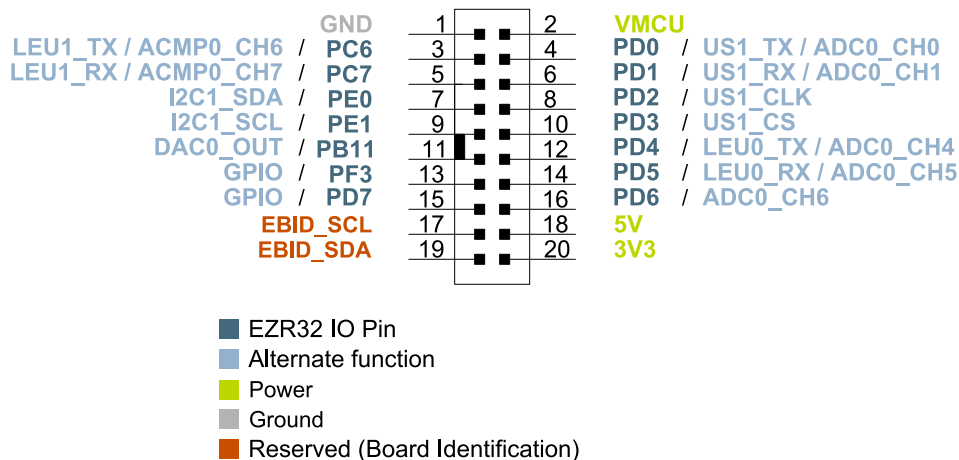 GND 1 2 VMCU
LEU1_TX / ACMP0_CH6 / PC6 3 4 PD0 / US1_TX / ADC0_CH0
LEU1_RX / ACMP0_CH7 / PC7 5 6 PD1 / US1_RX / ADC0_CH1
I2C1_SDA / PE0 7 8 PD2 / US1_CLK
I2C1_SCL / PE1 9 10 PD3 / US1_CS
DAC0_OUT / PB11 11 12 PD4 / LEU0_TX / ADC0_CH4
GPIO / PF3 13 14 PD5 / LEU0_RX / ADC0_CH5
GPIO / PD7 15 16 PD6 / ADC0_CH6
EBID_SCL 17 18 5V
EBID_SDA 19 20 3V3
EZR32 IO Pin
Alternate function
Power
Ground
Reserved (Board Identification)